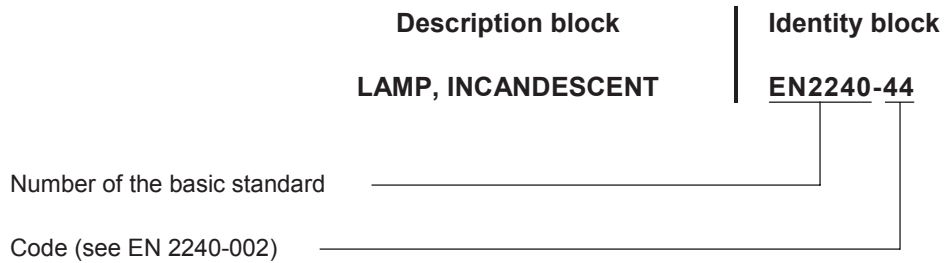 Description block Identity block
LAMP, INCANDESCENT EN2240-44
Number of the basic standard
Code (see EN 2240-002)